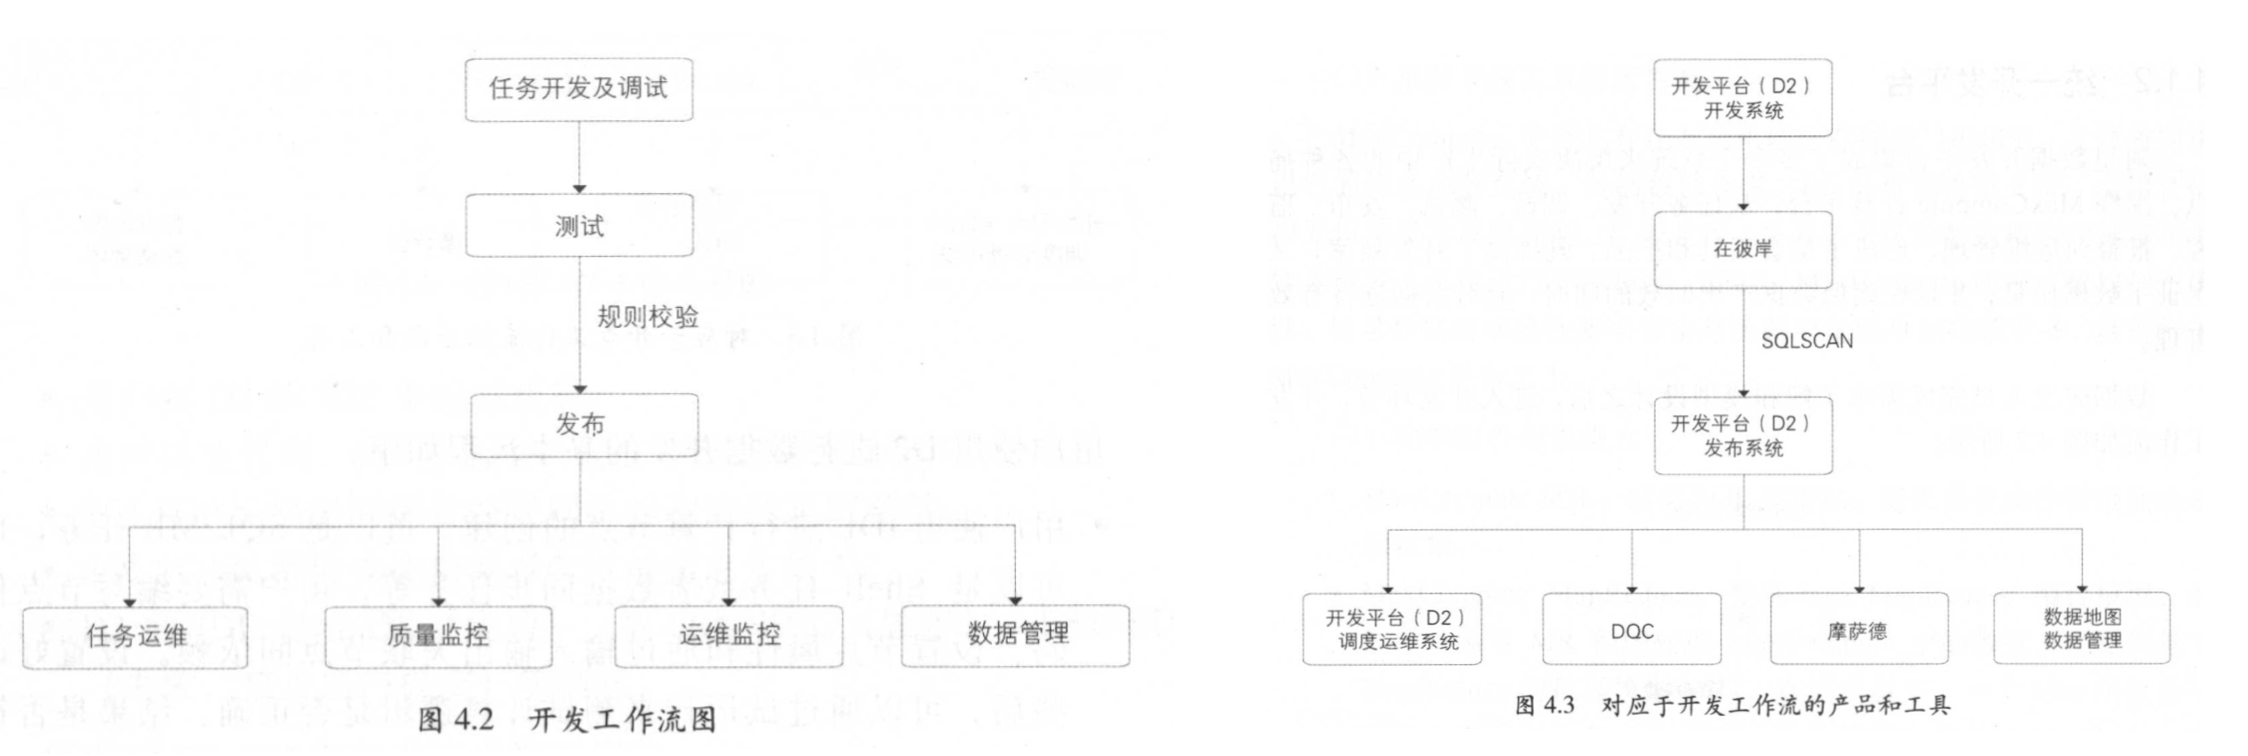 任务开发及调试
测试
规则校验
发布
任务运维
质量监控
运维监控
数据管理
图 4.2 开发工作流图
开发平台（D2）
开发系统
在彼岸
SQLSCAN
开发平台（D2）
发布系统
开发平台（D2）
调度运维系统
DQC
摩萨德
数据地图
数据管理
图 4.3 对应于开发工作流的产品和工具